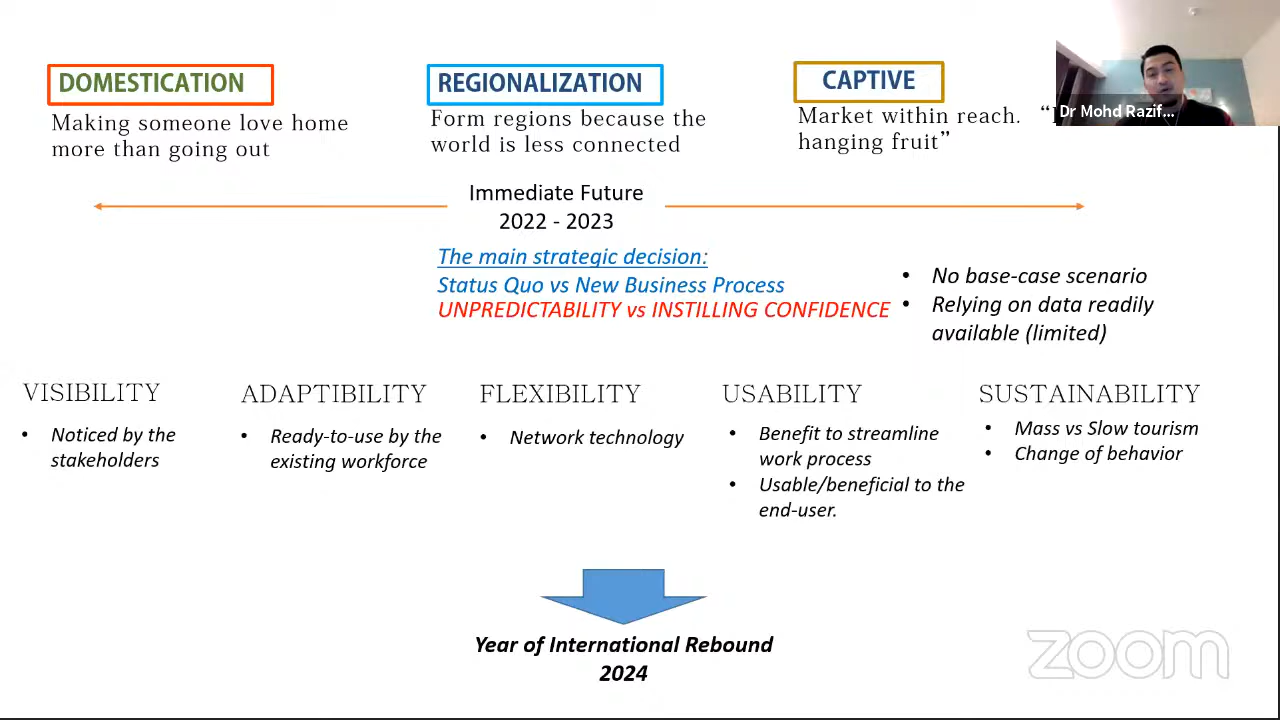 DOMESTICATION
Making someone love home
more than going out
REGIONALIZATION
Form regions because the
world is less connected
CAPTIVE
Market within reach. “
hanging fruit”
Dr Mohd Razif...
Immediate Future
2022 - 2023
The main strategic decision:
Status Quo vs New Business Process
UNPREDICTABILITY vs INSTILLING CONFIDENCE
• No base-case scenario
• Relying on data readily
available (limited)
VISIBILITY
• Noticed by the
stakeholders
ADAPTIBILITY
• Ready-to-use by the
existing workforce
FLEXIBILITY
• Network technology
USABILITY
• Benefit to streamline
work process
• Usable/beneficial to the
end-user.
SUSTAINABILITY
• Mass vs Slow tourism
• Change of behavior
Year of International Rebound
2024
zoom